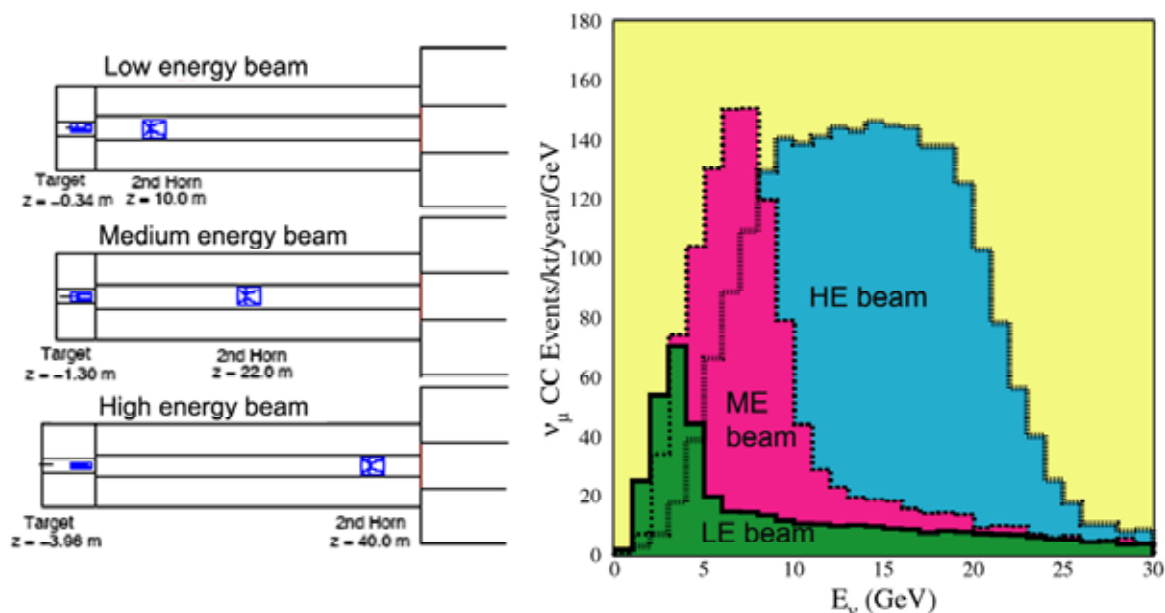 Low energy beam
Target
z = -0.34 m
2nd Horn
z = 10.0 m
Medium energy beam
Target
z = -1.30 m
2nd Horn
z = 22.0 m
High energy beam
Target
z = -3.96 m
2nd Horn
z = 40.0 m
180
160
140
120
100
80
60
40
20
0
ν_μ CC Events/kt/year/GeV
HE beam
ME
beam
LE beam
0 5 10 15 20 25 30
E_ν (GeV)